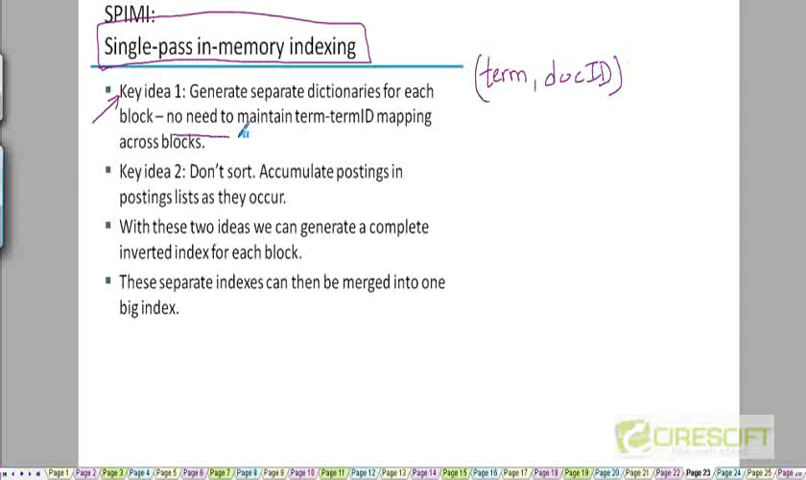 SPIMI:
Single-pass in-memory indexing
(term, docID)
Key idea 1: Generate separate dictionaries for each
block – no need to maintain term-termID mapping
across blocks.
Key idea 2: Don't sort. Accumulate postings in
postings lists as they occur.
With these two ideas we can generate a complete
inverted index for each block.
These separate indexes can then be merged into one
big index.
CIRESCIFT
Page 1 Page 2 Page 3 Page 4 Page 5 Page 6 Page 7 Page 8 Page 9 Page 10 Page 11 Page 12 Page 13 Page 14 Page 15 Page 16 Page 17 Page 18 Page 19 Page 20 Page 21 Page 22 Page 23 Page 24 Page 25 Page